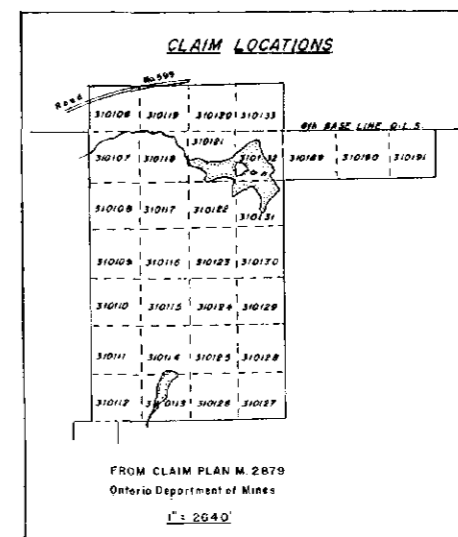 CLAIM LOCATIONS
Road No. 599
310106 310119 310120 310133
6th BASE LINE O.L.S.
310121
310107 310118 310132 310189 310190 310191
310108 310117 310122 310131
310109 310116 310123 310130
310110 310115 310124 310129
310111 310114 310125 310128
310112 310113 310126 310127
FROM CLAIM PLAN M. 2879
Ontario Department of Mines
1" = 2640'